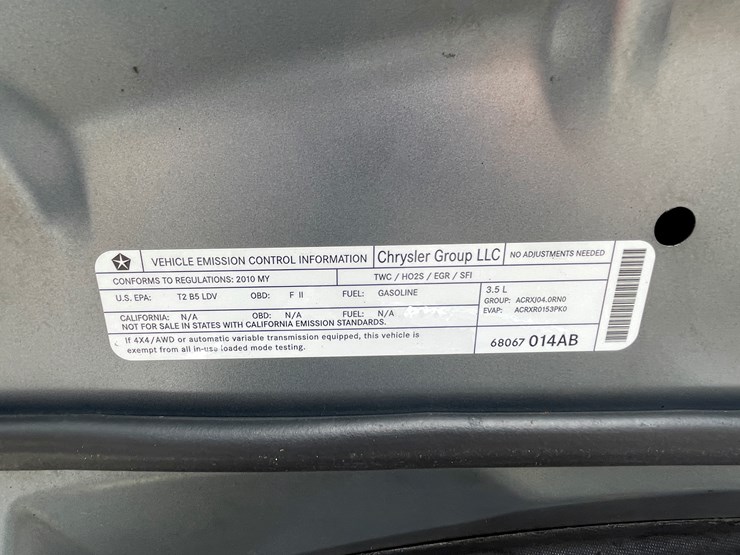 VEHICLE EMISSION CONTROL INFORMATION Chrysler Group LLC NO ADJUSTMENTS NEEDED
CONFORMS TO REGULATIONS: 2010 MY TWC / HO2S / EGR / SFI
U.S. EPA: T2 B5 LDV OBD: F II FUEL: GASOLINE
CALIFORNIA: N/A OBD: N/A FUEL: N/A
NOT FOR SALE IN STATES WITH CALIFORNIA EMISSION STANDARDS.
3.5 L
GROUP: ACRXJ04.0RN0
EVAP: ACRXR0153PK0
If 4X4/AWD or automatic variable transmission equipped, this vehicle is
exempt from all in-use loaded mode testing.
68067 014AB